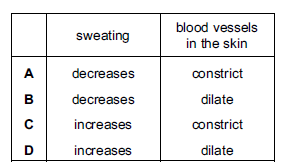 sweating blood vessels
in the skin
A decreases constrict
B decreases dilate
C increases constrict
D increases dilate